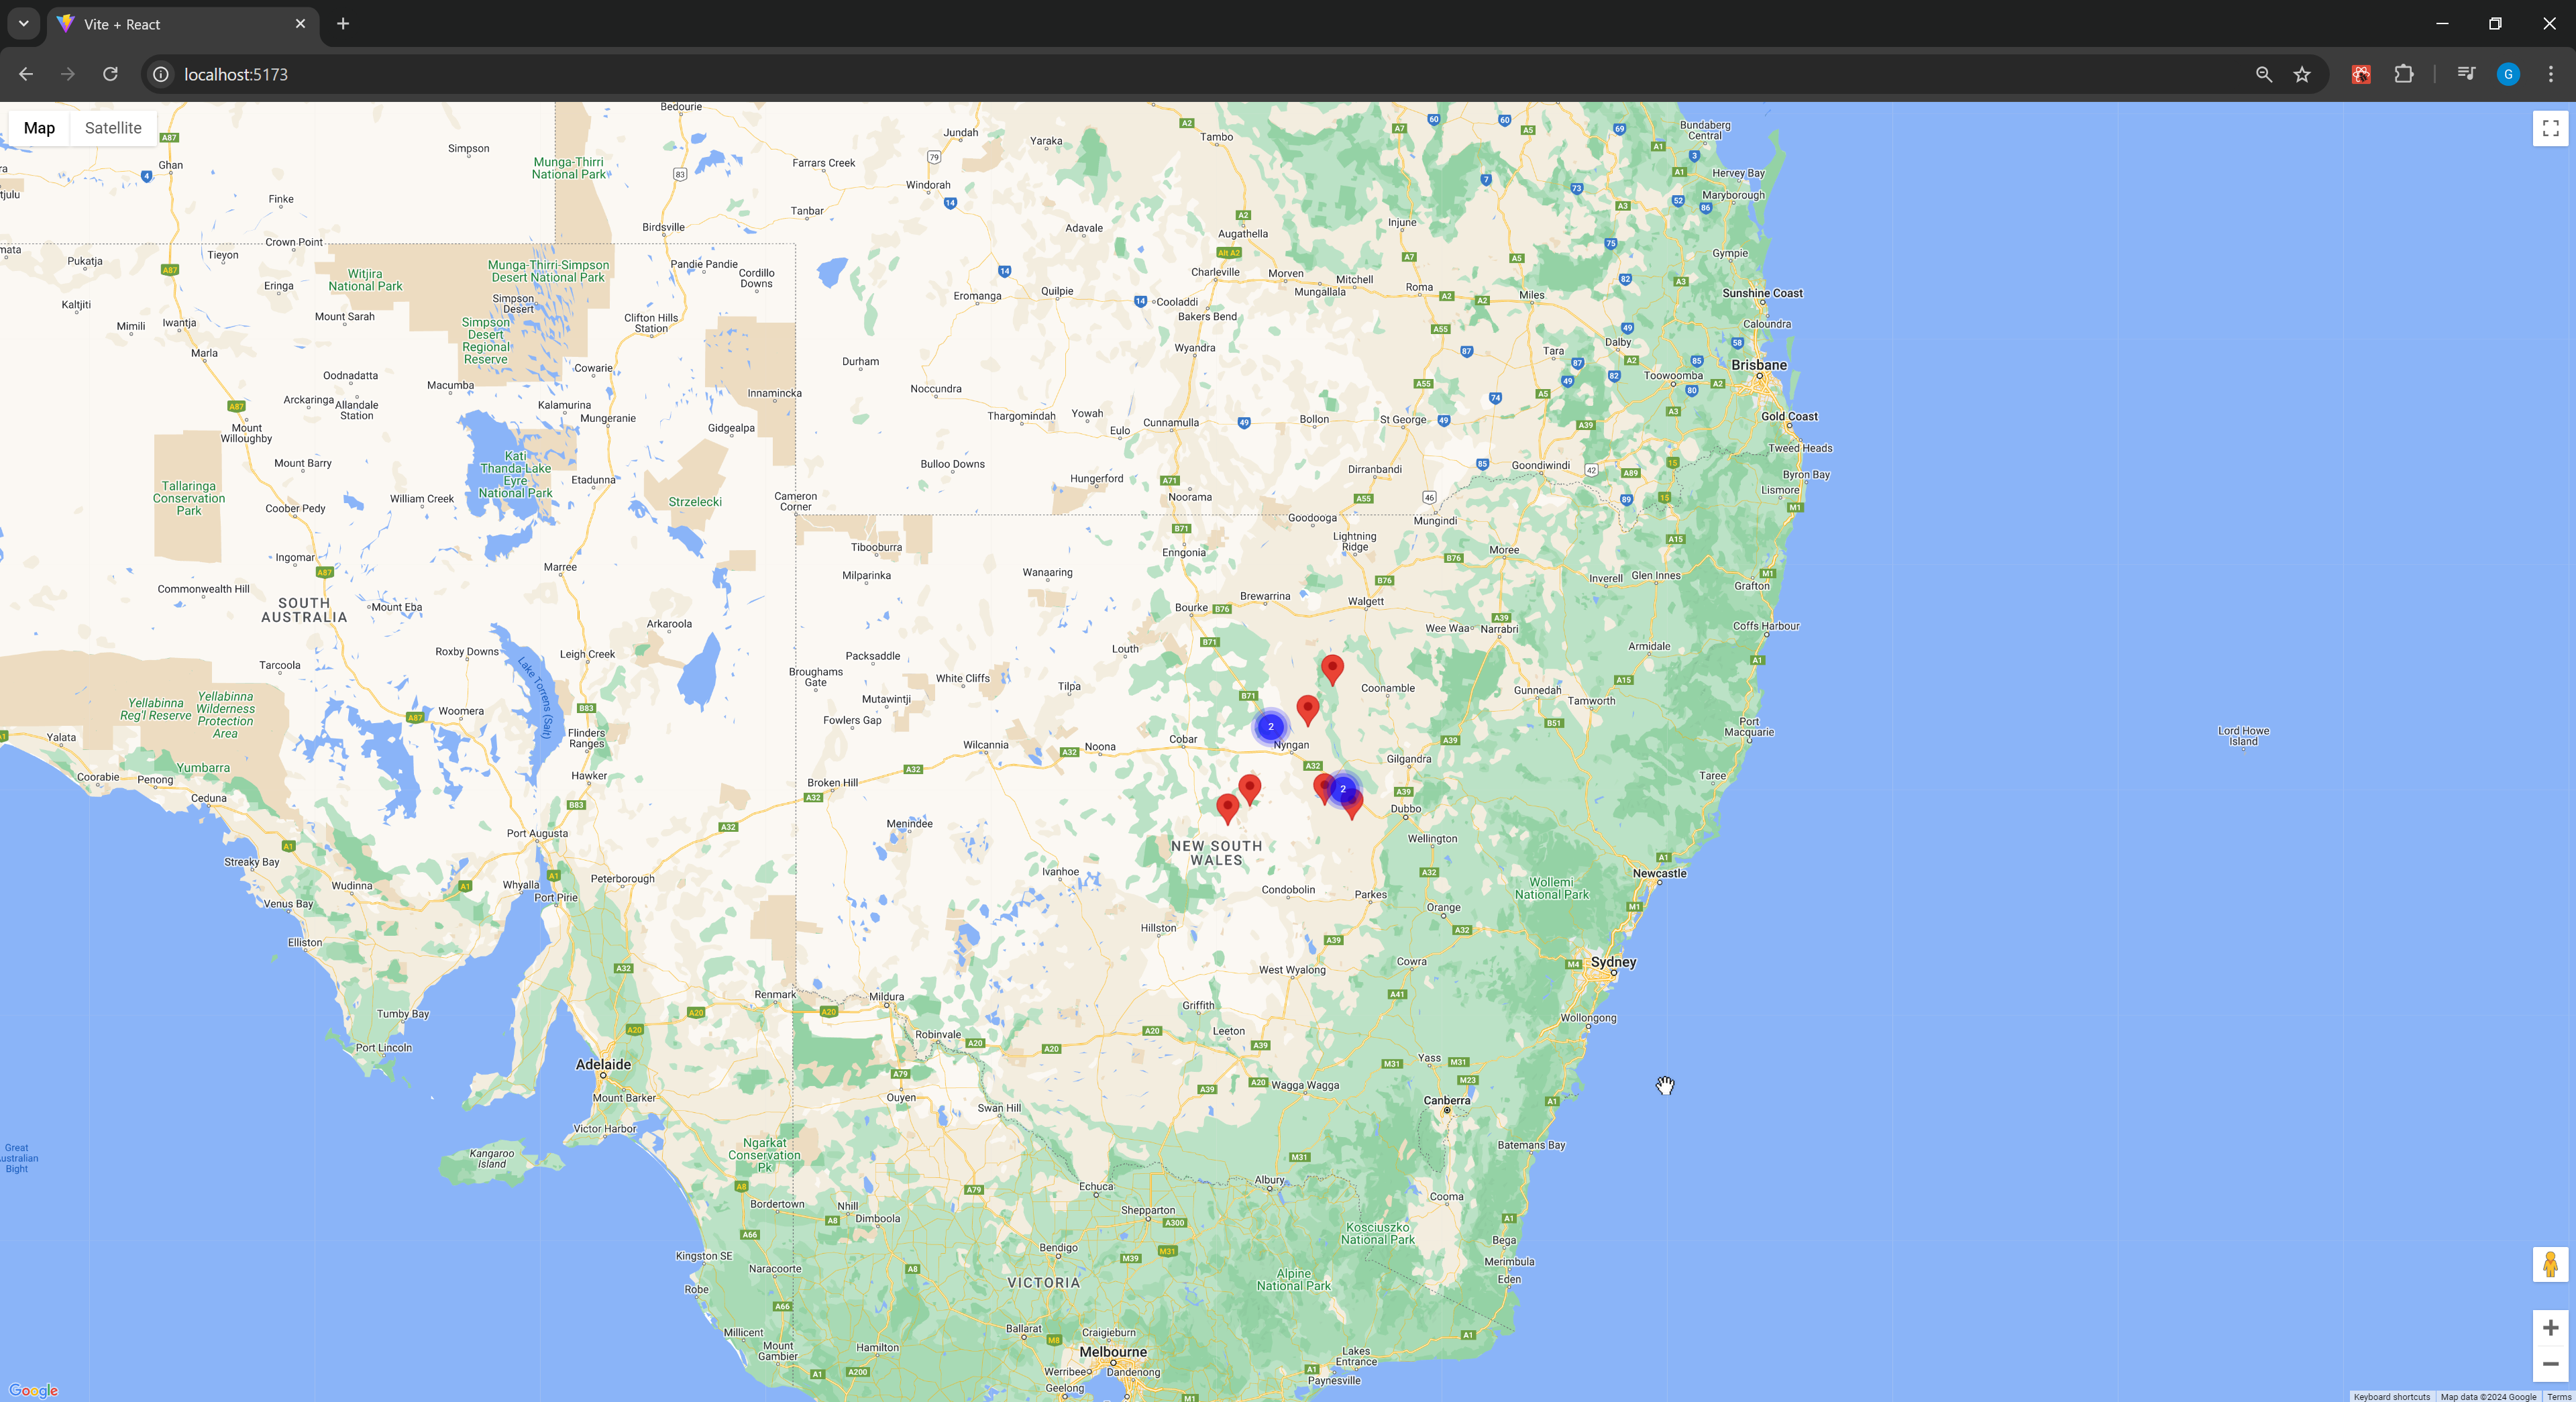 Vite + React
localhost:5173
G
Map
Satellite
Bedourie
Simpson
Munga-Thirri
National Park
Jundah
Yaraka
Tambo
Bundaberg
Central
Ghan
Farrars Creek
Windorah
Hervey Bay
Maryborough
tjulu
Finke
Tanbar
Birdsville
Adavale
Augathella
Injune
Crown Point
Tieyon
Pukatja
Witjira
National Park
Munga-Thirri-Simpson
Desert National Park
Pandie Pandie
Cordillo
Downs
Charleville
Morven
Mitchell
Mungallala
Roma
Miles
Gympie
Eringa
Kaltjiti
Simpson
Desert
Eromanga
Quilpie
Cooladdi
Bakers Bend
Sunshine Coast
Caloundra
Mimili
Iwantja
Mount Sarah
Simpson
Desert
Regional
Reserve
Clifton Hills
Station
Marla
Durham
Wyandra
Tara
Dalby
Oodnadatta
Macumba
Cowarie
Innamincka
Noccundra
Toowoomba
Brisbane
Arckaringa
Allandale
Station
Kalamurina
Mungeranie
Thargomindah
Yowah
Eulo
Cunnamulla
Bollon
St George
Gold Coast
Mount
Willoughby
Gidgealpa
Tweed Heads
Mount Barry
Kati
Thanda-Lake
Eyre
National Park
Bulloo Downs
Dirranbandi
Goondiwindi
Byron Bay
Tallaringa
Conservation
Park
William Creek
Etadunna
Strzelecki
Cameron
Corner
Hungerford
Noorama
Lismore
Coober Pedy
Goodooga
Mungindi
Ingomar
Marree
Tibooburra
Milparinka
Enngonia
Lightning
Ridge
Moree
Wanaaring
Inverell
Glen Innes
Grafton
Commonwealth Hill
SOUTH
AUSTRALIA
Mount Eba
Arkaroola
Bourke
Brewarrina
Walgett
Wee Waa
Narrabri
Coffs Harbour
Tarcoola
Roxby Downs
Leigh Creek
Lake Torrens (Salt)
Packsaddle
Broughams
Gate
Louth
Armidale
Yellabinna
Reg'l Reserve
Yellabinna
Wilderness
Protection
Area
Woomera
Mutawintji
White Cliffs
Tilpa
Coonamble
Gunnedah
Tamworth
Yalata
Flinders
Ranges
Fowlers Gap
2
Port
Macquarie
Lord Howe
Island
Wilcannia
Noona
Cobar
Nyngan
Gilgandra
Coorabie
Penong
Yumbarra
Ceduna
Hawker
Broken Hill
2
Taree
Menindee
Dubbo
Port Augusta
Wellington
NEW SOUTH
WALES
Streaky Bay
Wudinna
Whyalla
Peterborough
Port Pirie
Ivanhoe
Condobolin
Parkes
Wollemi
National Park
Newcastle
Venus Bay
Orange
Elliston
Hillston
Cowra
Sydney
West Wyalong
Renmark
Mildura
Griffith
Tumby Bay
Robinvale
Leeton
Wollongong
Port Lincoln
Adelaide
Yass
Mount Barker
Ouyen
Swan Hill
Wagga Wagga
Canberra
Victor Harbor
Great
ustralian
Bight
Kangaroo
Island
Ngarkat
Conservation
Pk
Batemans Bay
Echuca
Albury
Cooma
Bordertown
Nhill
Dimboola
Shepparton
Kosciuszko
National Park
Kingston SE
Bendigo
Bega
Naracoorte
Merimbula
Eden
Robe
VICTORIA
Alpine
National Park
Millicent
Mount
Gambier
Hamilton
Ballarat
Craigieburn
Melbourne
Werribee
Dandenong
Geelong
Lakes
Entrance
Paynesville
Google
Keyboard shortcuts
Map data ©2024 Google
Terms